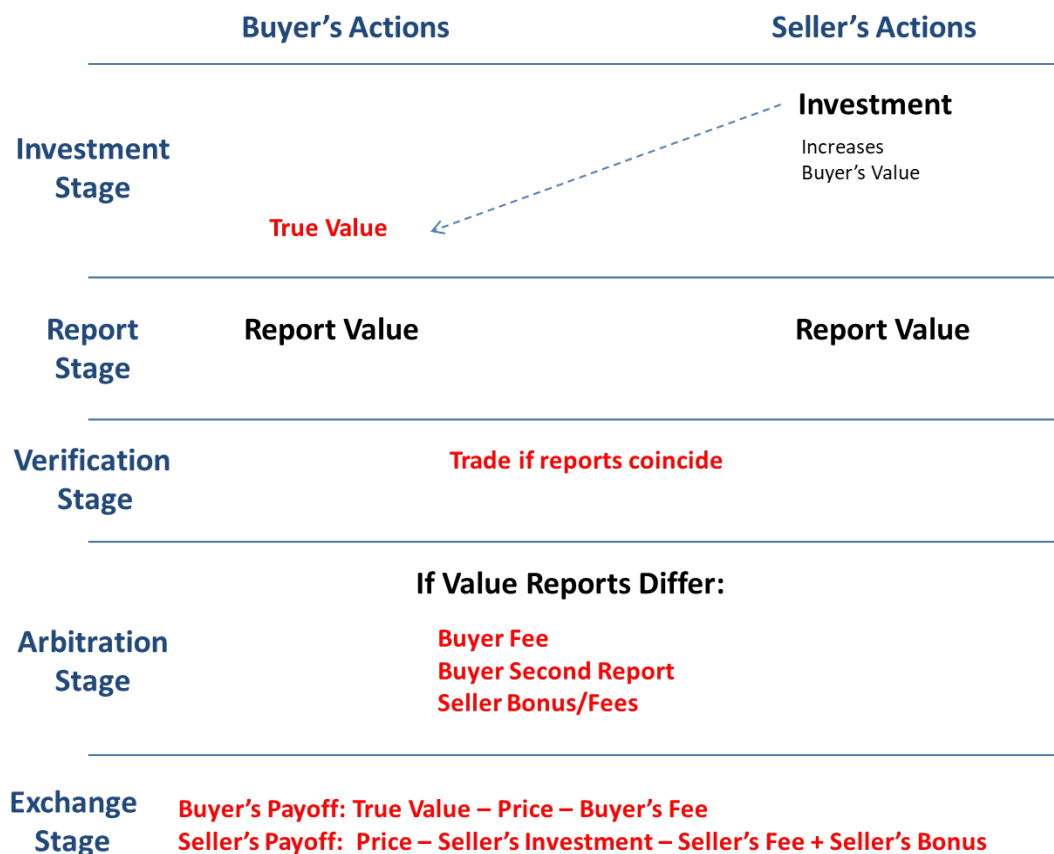 Buyer’s Actions
Seller’s Actions
Investment
Stage
Investment
Increases
Buyer’s Value
True Value
Report
Stage
Report Value
Report Value
Verification
Stage
Trade if reports coincide
Arbitration
Stage
If Value Reports Differ:
Buyer Fee
Buyer Second Report
Seller Bonus/Fees
Exchange
Stage
Buyer’s Payoff: True Value – Price – Buyer’s Fee
Seller’s Payoff: Price – Seller’s Investment – Seller’s Fee + Seller’s Bonus